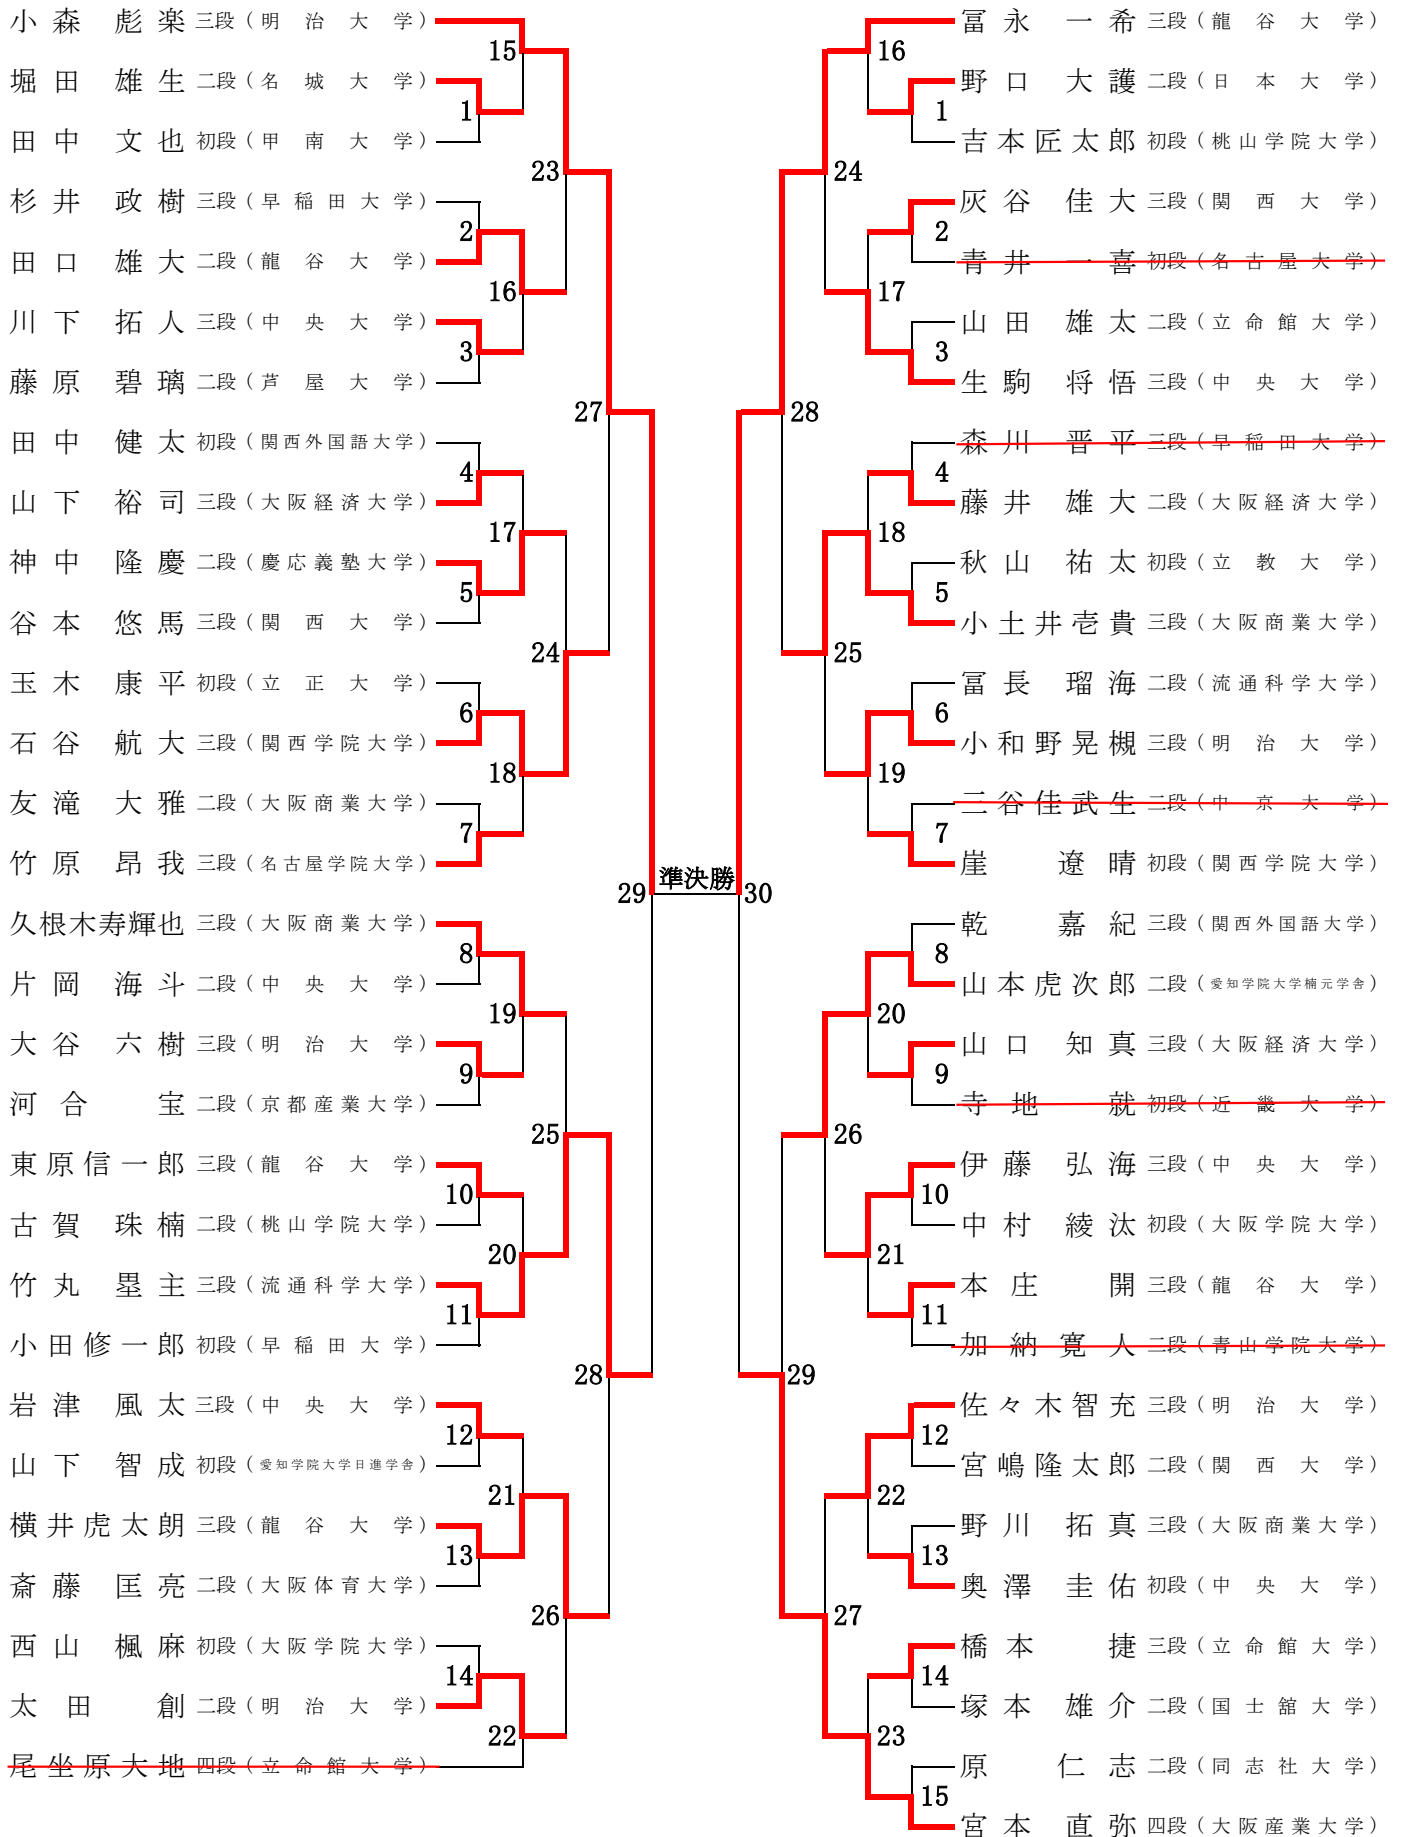 小森 彪楽 三段（明治大学）
15
堀田 雄生 二段（名城大学）
1
田中 文也 初段（甲南大学）
23
杉井 政樹 三段（早稲田大学）
2
田口 雄大 二段（龍谷大学）
16
川下 拓人 三段（中央大学）
3
藤原 碧璃 二段（芦屋大学）
27
田中 健太 初段（関西外国語大学）
4
山下 裕司 三段（大阪経済大学）
17
神中 隆慶 二段（慶応義塾大学）
5
谷本 悠馬 三段（関西大学）
24
玉木 康平 初段（立正大学）
6
石谷 航大 三段（関西学院大学）
18
友滝 大雅 二段（大阪商業大学）
7
竹原 昂我 三段（名古屋学院大学）
29
久根木寿輝也 三段（大阪商業大学）
8
片岡 海斗 二段（中央大学）
19
大谷 六樹 三段（明治大学）
9
河合 宝 二段（京都産業大学）
25
東原信一郎 三段（龍谷大学）
10
古賀 珠楠 二段（桃山学院大学）
20
竹丸 塁主 三段（流通科学大学）
11
小田修一郎 初段（早稲田大学）
28
岩津 風太 三段（中央大学）
12
山下 智成 初段（愛知学院大学日進学舎）
21
横井虎太朗 三段（龍谷大学）
13
斎藤 匡亮 二段（大阪体育大学）
26
西山 楓麻 初段（大阪学院大学）
14
太田 創 二段（明治大学）
22
尾坐原大地 四段（立命館大学）
準決勝
冨永 一希 三段（龍谷大学）
16
野口 大護 二段（日本大学）
1
吉本匠太郎 初段（桃山学院大学）
24
灰谷 佳大 三段（関西大学）
2
青井 一喜 初段（名古屋大学）
17
山田 雄太 二段（立命館大学）
3
生駒 将悟 三段（中央大学）
28
森川 晋平 三段（早稲田大学）
4
藤井 雄大 二段（大阪経済大学）
18
秋山 祐太 初段（立教大学）
5
小土井壱貴 三段（大阪商業大学）
25
冨長 瑠海 二段（流通科学大学）
6
小和野晃槻 三段（明治大学）
19
三谷佳武生 二段（中京大学）
7
崖 遼晴 初段（関西学院大学）
30
乾 嘉紀 三段（関西外国語大学）
8
山本虎次郎 二段（愛知学院大学楠元学舎）
20
山口 知真 三段（大阪経済大学）
9
寺地 就 初段（近畿大学）
26
伊藤 弘海 三段（中央大学）
10
中村 綾汰 初段（大阪学院大学）
21
本庄 開 三段（龍谷大学）
11
加納 寛人 二段（青山学院大学）
29
佐々木智充 三段（明治大学）
12
宮嶋隆太郎 二段（関西大学）
22
野川 拓真 三段（大阪商業大学）
13
奥澤 圭佑 初段（中央大学）
27
橋本 捷 三段（立命館大学）
14
塚本 雄介 二段（国士舘大学）
23
原 仁志 二段（同志社大学）
15
宮本 直弥 四段（大阪産業大学）